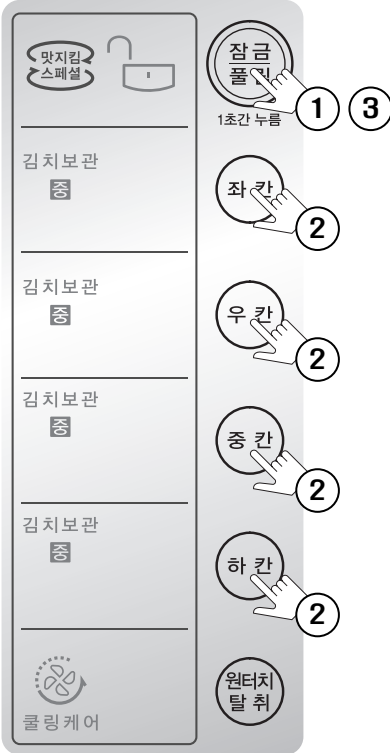 맛지킴
스페셜
잠금
풀림
1초간 누름
1
3
김치보관
중
좌 칸
2
김치보관
중
우 칸
2
김치보관
중
중 칸
2
김치보관
중
하 칸
2
쿨링케어
원터치
탈 취